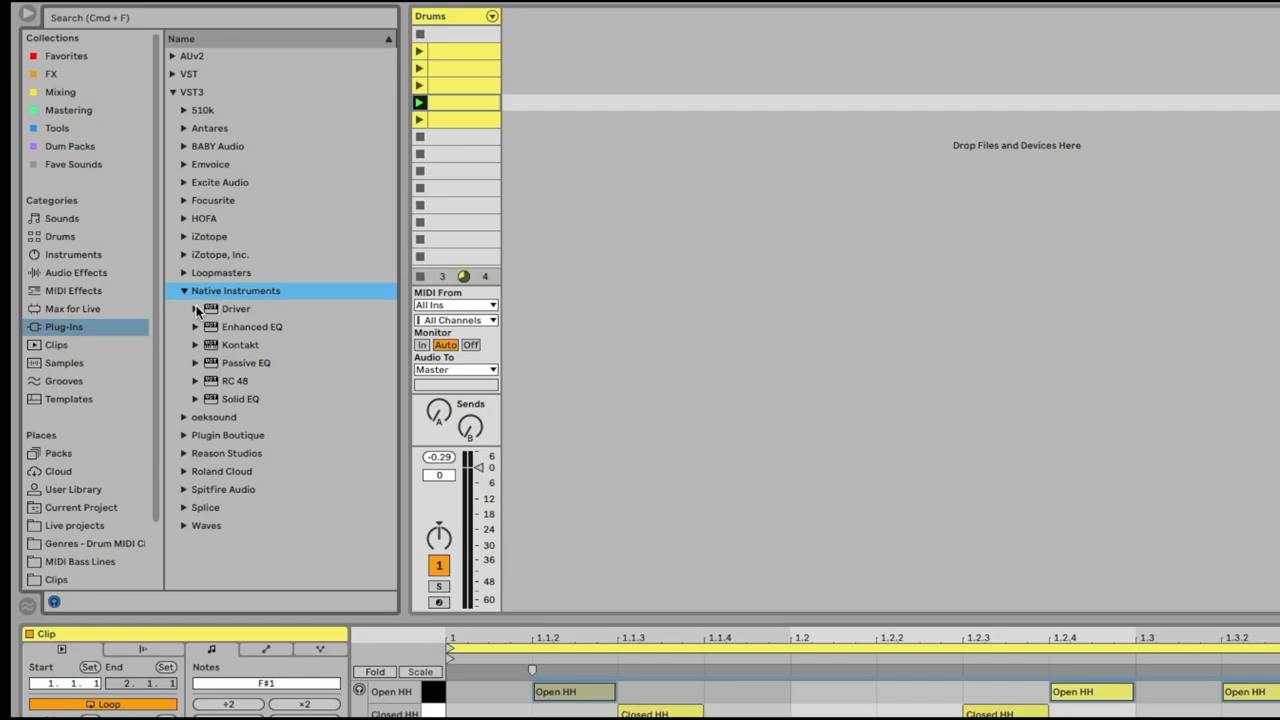 Search (Cmd + F)
Collections
Favorites
FX
Mixing
Mastering
Tools
Dum Packs
Fave Sounds
Categories
Sounds
Drums
Instruments
Audio Effects
MIDI Effects
Max for Live
Plug-Ins
Clips
Samples
Grooves
Templates
Places
Packs
Cloud
User Library
Current Project
Live projects
Genres - Drum MIDI Cl
MIDI Bass Lines
Clips
Name
AUv2
VST
VST3
510k
Antares
BABY Audio
Emvoice
Excite Audio
Focusrite
HOFA
iZotope
iZotope, Inc.
Loopmasters
Native Instruments
Driver
Enhanced EQ
Kontakt
Passive EQ
RC 48
Solid EQ
oeksound
Plugin Boutique
Reason Studios
Roland Cloud
Spitfire Audio
Splice
Waves
Drums
3 4
MIDI From
All Ins
All Channels
Monitor
In Auto Off
Audio To
Master
Sends
A B
-0.29
0
6
0
6
12
18
24
30
36
48
60
1
S
Drop Files and Devices Here
Clip
Start Set End Set
1. 1. 1 2. 1. 1
Loop
Notes
F#1
÷2 ×2
Fold Scale
1 1.1.2 1.1.3 1.1.4 1.2 1.2.2 1.2.3 1.2.4 1.3 1.3.2
Open HH Open HH Open HH Open HH
Closed HH Closed HH Closed HH